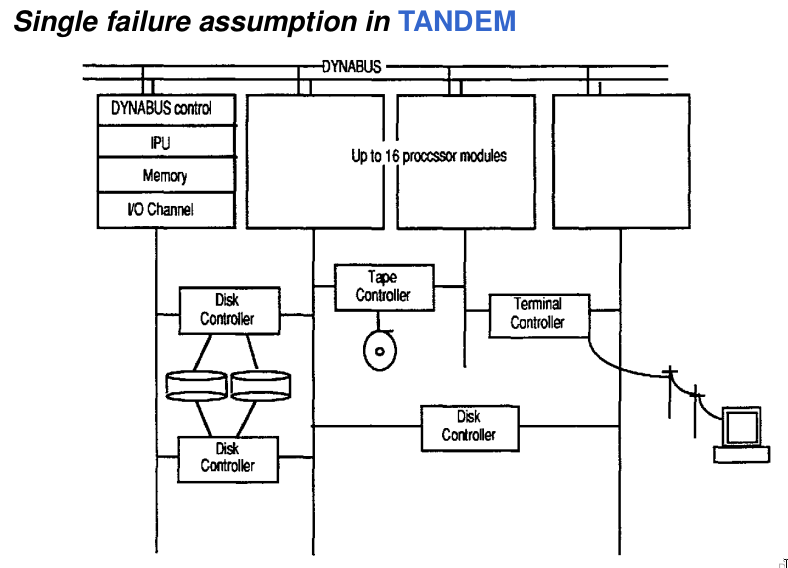 Single failure assumption in TANDEM
DYNABUS
DYNABUS control
IPU
Memory
I/O Channel
Up to 16 proccssor modules
Tape
Controller
Disk
Controller
Terminal
Controller
Disk
Controller
Disk
Controller